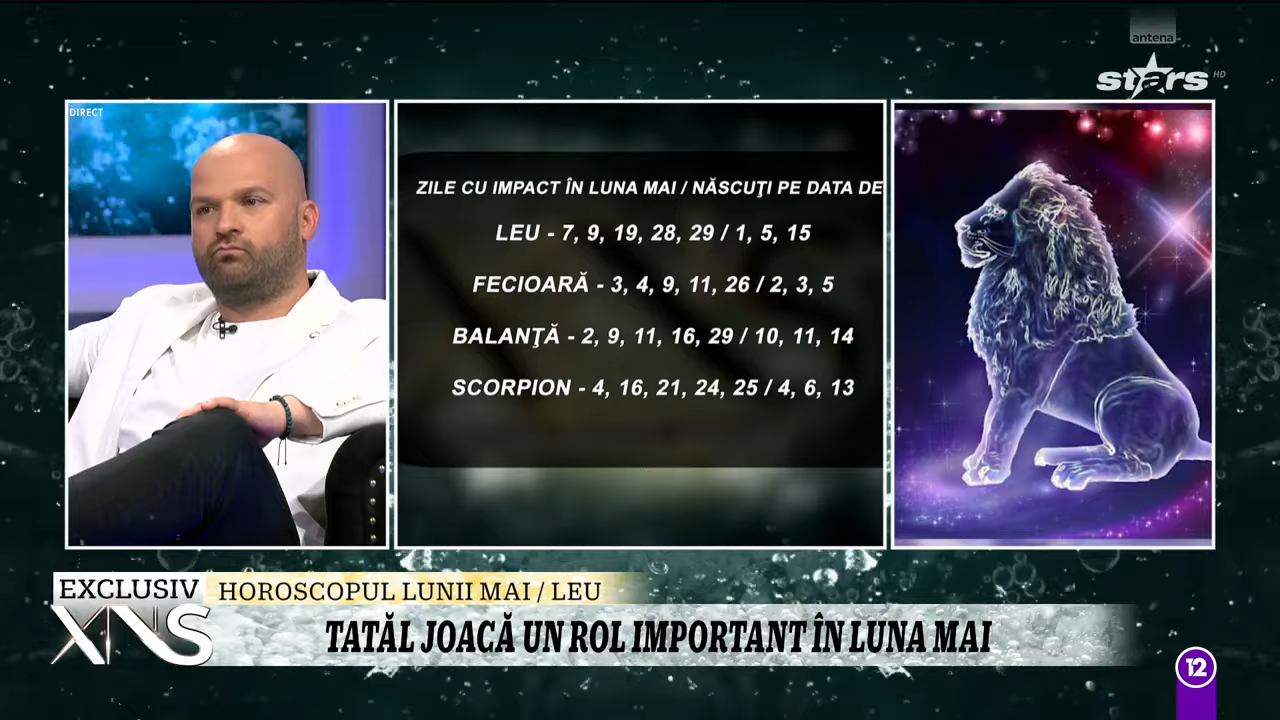 antena
stars HD
DIRECT
ZILE CU IMPACT ÎN LUNA MAI / NĂSCUŢI PE DATA DE
LEU - 7, 9, 19, 28, 29 / 1, 5, 15
FECIOARĂ - 3, 4, 9, 11, 26 / 2, 3, 5
BALANŢĂ - 2, 9, 11, 16, 29 / 10, 11, 14
SCORPION - 4, 16, 21, 24, 25 / 4, 6, 13
EXCLUSIV
HOROSCOPUL LUNII MAI / LEU
XNS
TATĂL JOACĂ UN ROL IMPORTANT ÎN LUNA MAI
12